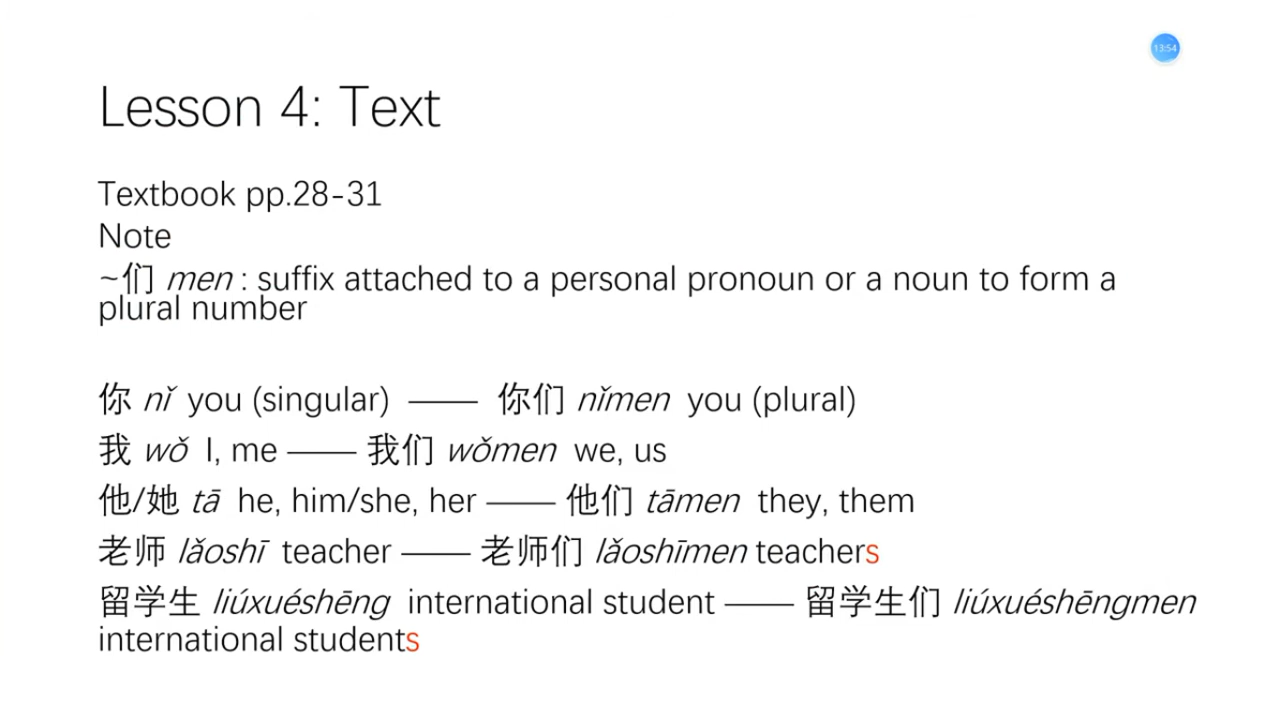 13:54
Lesson 4: Text
Textbook pp.28-31
Note
~们 men : suffix attached to a personal pronoun or a noun to form a
plural number
你 nǐ you (singular) —— 你们 nǐmen you (plural)
我 wǒ I, me —— 我们 wǒmen we, us
他/她 tā he, him/she, her —— 他们 tāmen they, them
老师 lǎoshī teacher —— 老师们 lǎoshīmen teachers
留学生 liúxuéshēng international student —— 留学生们 liúxuéshēngmen
international students